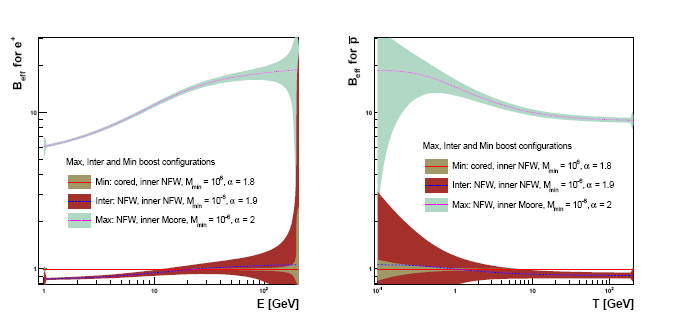 B_eff for e⁺
10
1
Max, Inter and Min boost configurations
Min: cored, inner NFW, M_min = 10⁶, α = 1.8
Inter: NFW, inner NFW, M_min = 10⁻⁶, α = 1.9
Max: NFW, inner Moore, M_min = 10⁻⁶, α = 2
1 10 10²
E [GeV]
B_eff for p̅
10
1
Max, Inter and Min boost configurations
Min: cored, inner NFW, M_min = 10⁶, α = 1.8
Inter: NFW, inner NFW, M_min = 10⁻⁶, α = 1.9
Max: NFW, inner Moore, M_min = 10⁻⁶, α = 2
10⁻¹ 1 10 10²
T [GeV]